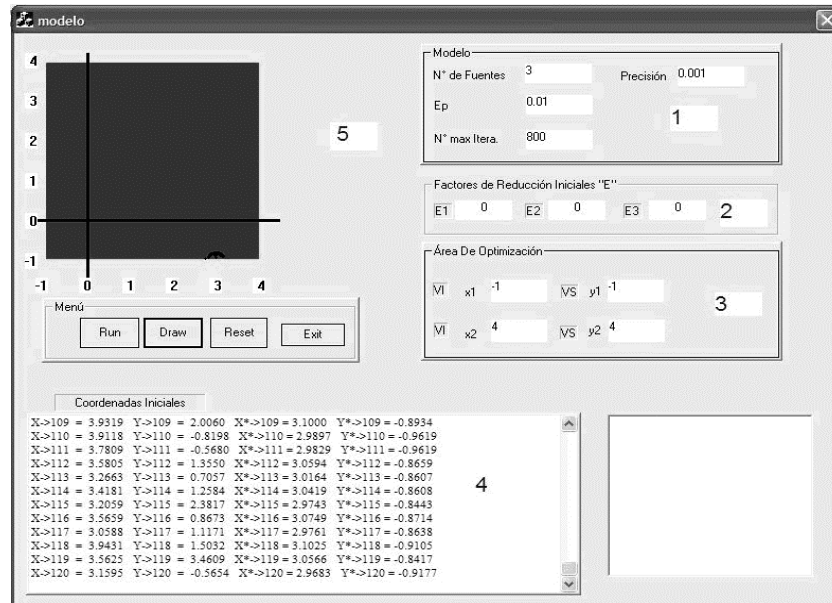 modelo
4
3
2
1
0
-1
-1 0 1 2 3 4
5
Modelo
N° de Fuentes 3 Precisión 0.001
Ep 0.01
1
N° max Itera. 800
Factores de Reducción Iniciales "E"
E1 0 E2 0 E3 0 2
Área De Optimización
VI x1 -1 VS y1 -1
3
VI x2 4 VS y2 4
Menú
Run Draw Reset Exit
Coordenadas Iniciales
X->109 = 3.9319 Y->109 = 2.0060 X*->109 = 3.1000 Y*->109 = -0.8934
X->110 = 3.9118 Y->110 = -0.8198 X*->110 = 2.9897 Y*->110 = -0.9619
X->111 = 3.7809 Y->111 = -0.5680 X*->111 = 2.9829 Y*->111 = -0.9619
X->112 = 3.5805 Y->112 = 1.3550 X*->112 = 3.0594 Y*->112 = -0.8659
X->113 = 3.2663 Y->113 = 0.7057 X*->113 = 3.0164 Y*->113 = -0.8607
X->114 = 3.4181 Y->114 = 1.2584 X*->114 = 3.0419 Y*->114 = -0.8608
X->115 = 3.2059 Y->115 = 2.3817 X*->115 = 2.9743 Y*->115 = -0.8443
X->116 = 3.5659 Y->116 = 0.8673 X*->116 = 3.0749 Y*->116 = -0.8714
X->117 = 3.0588 Y->117 = 1.1171 X*->117 = 2.9761 Y*->117 = -0.8638
X->118 = 3.9431 Y->118 = 1.5032 X*->118 = 3.1025 Y*->118 = -0.9105
X->119 = 3.5625 Y->119 = 3.4609 X*->119 = 3.0566 Y*->119 = -0.8417
X->120 = 3.1595 Y->120 = -0.5654 X*->120 = 2.9683 Y*->120 = -0.9177
4